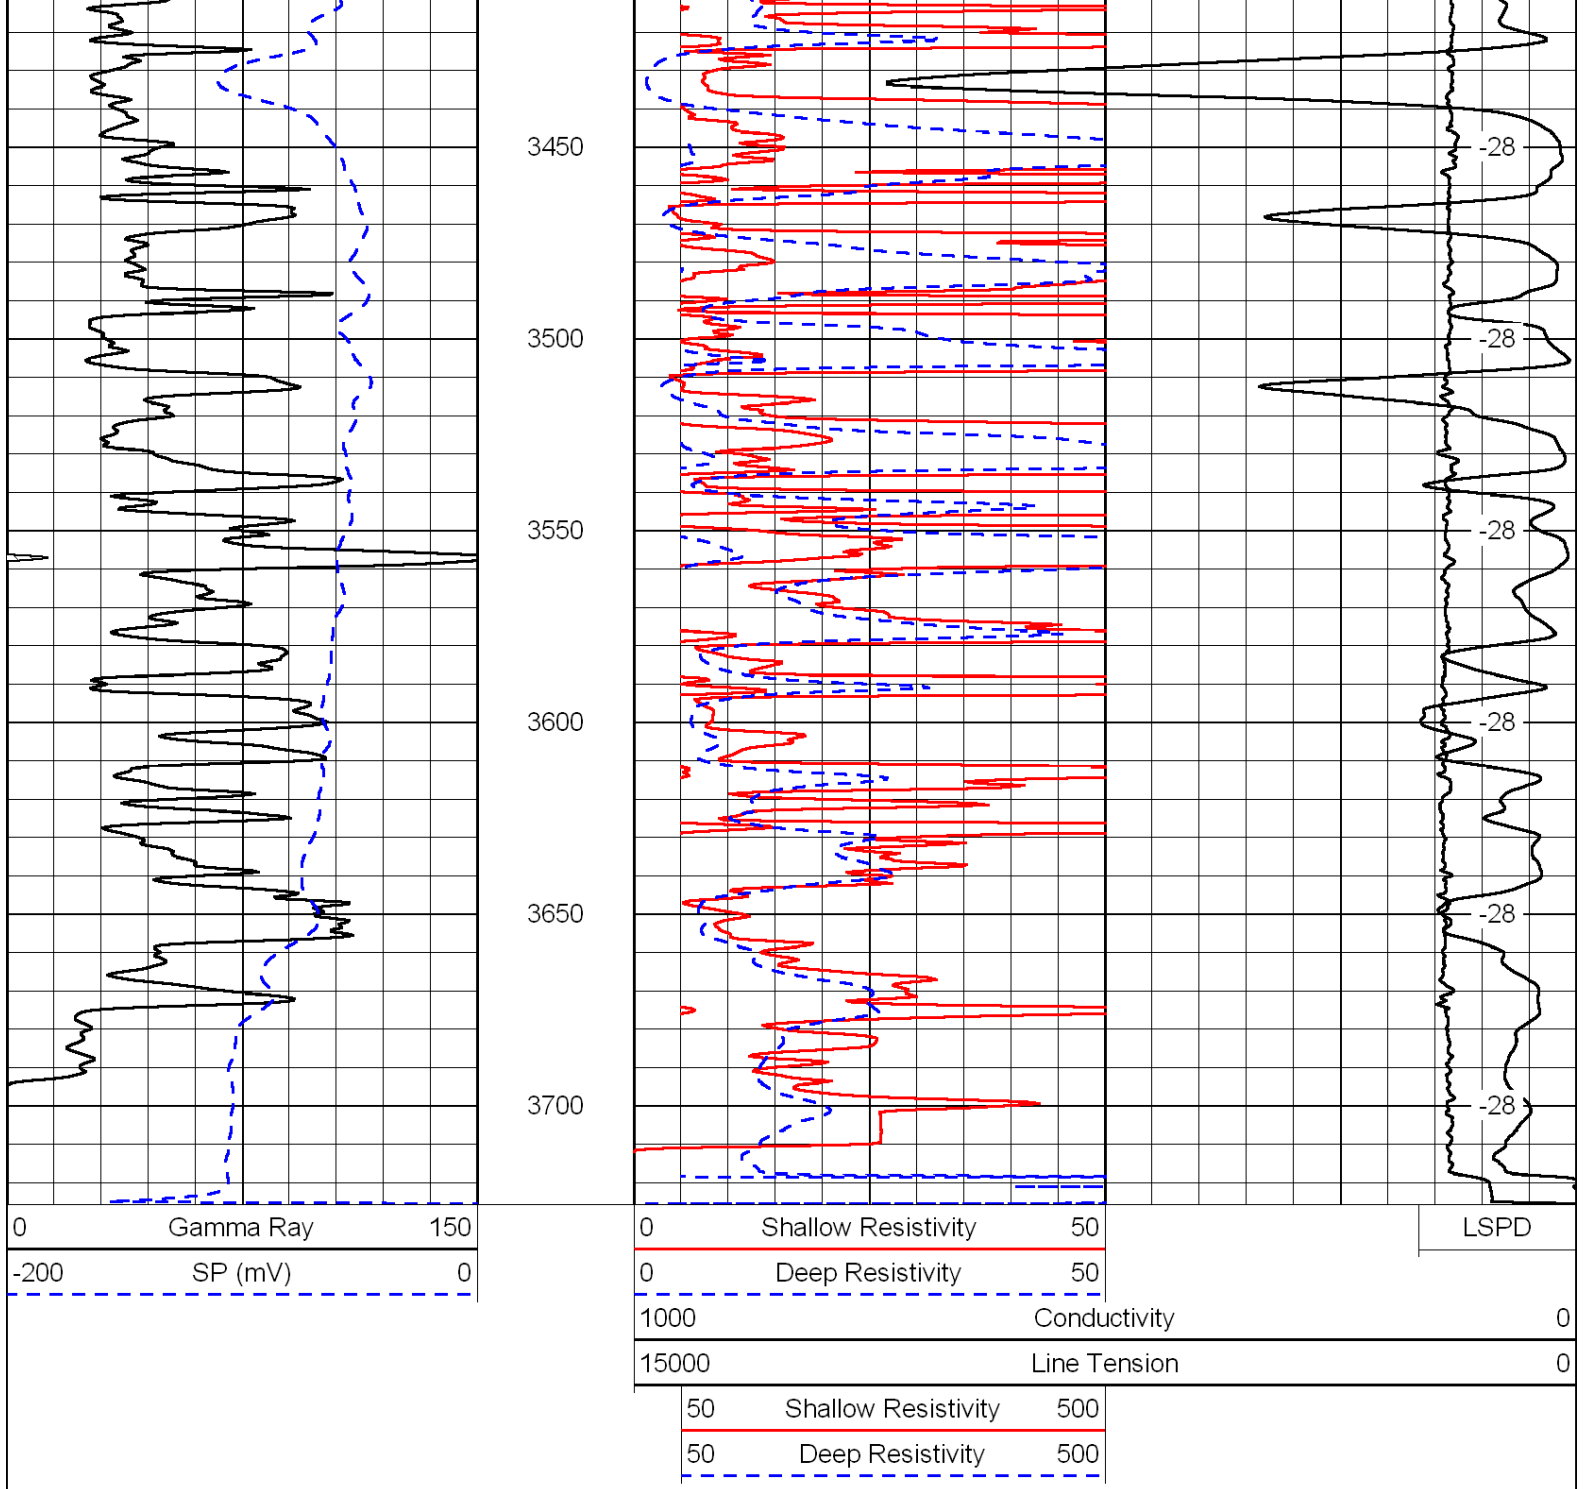 3450 -28
3500 -28
3550 -28
3600 -28
3650 -28
3700 -28
0 Gamma Ray 150
0 Shallow Resistivity 50
LSPD
-200 SP (mV) 0
0 Deep Resistivity 50
1000 Conductivity 0
15000 Line Tension 0
50 Shallow Resistivity 500
50 Deep Resistivity 500